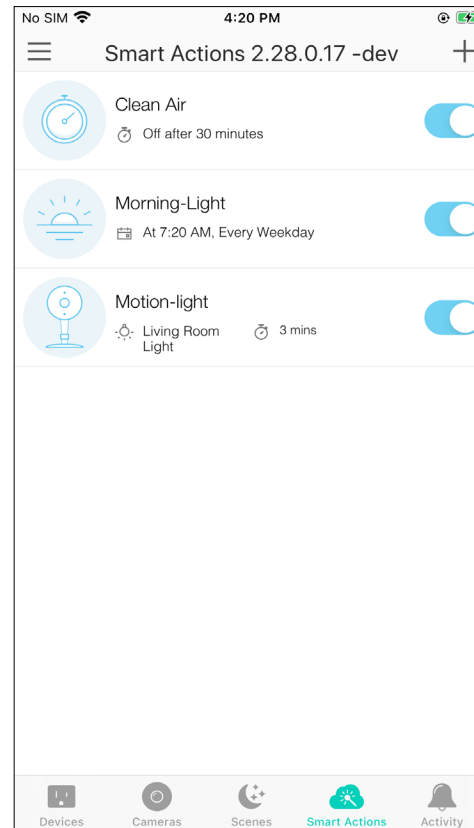 No SIM 4:20 PM
Smart Actions 2.28.0.17 -dev
Clean Air
Off after 30 minutes
Morning-Light
At 7:20 AM, Every Weekday
Motion-light
Living Room 3 mins
Light
Devices Cameras Scenes Smart Actions Activity